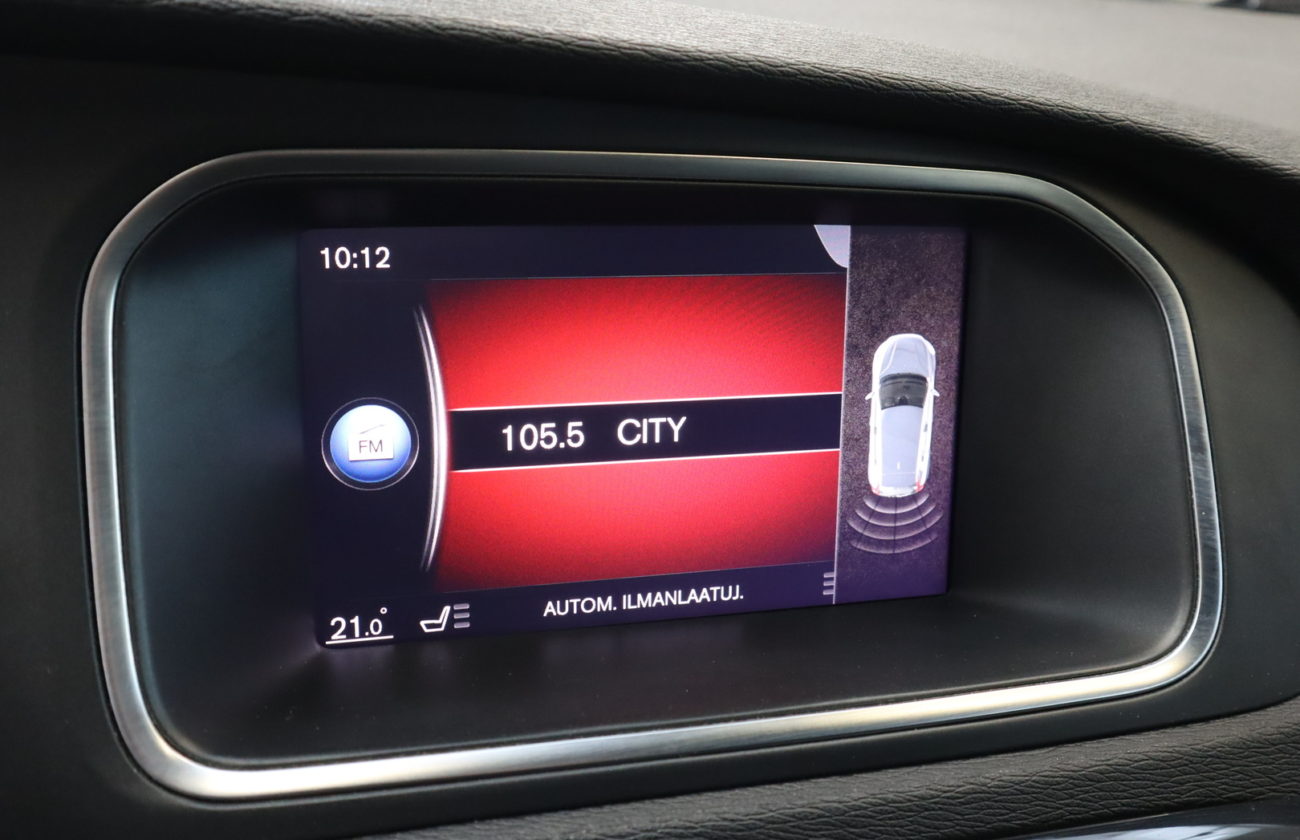 10:12
FM
105.5 CITY
21.0°
AUTOM. ILMANLAATUJ.